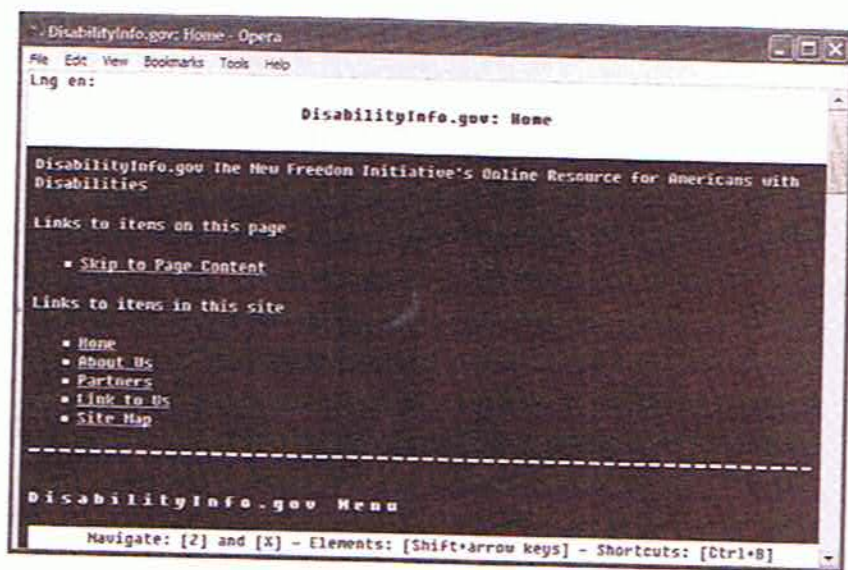 DisabilityInfo.gov: Home - Opera
File Edit View Bookmarks Tools Help
Lng en:
DisabilityInfo.gov: Home
DisabilityInfo.gov The New Freedom Initiative's Online Resource for Americans with
Disabilities
Links to items on this page
▪ Skip to Page Content
Links to items in this site
▪ Home
▪ About Us
▪ Partners
▪ Link to Us
▪ Site Map
DisabilityInfo.gov Menu
Navigate: [Z] and [X] - Elements: [Shift+arrow keys] - Shortcuts: [Ctrl+B]